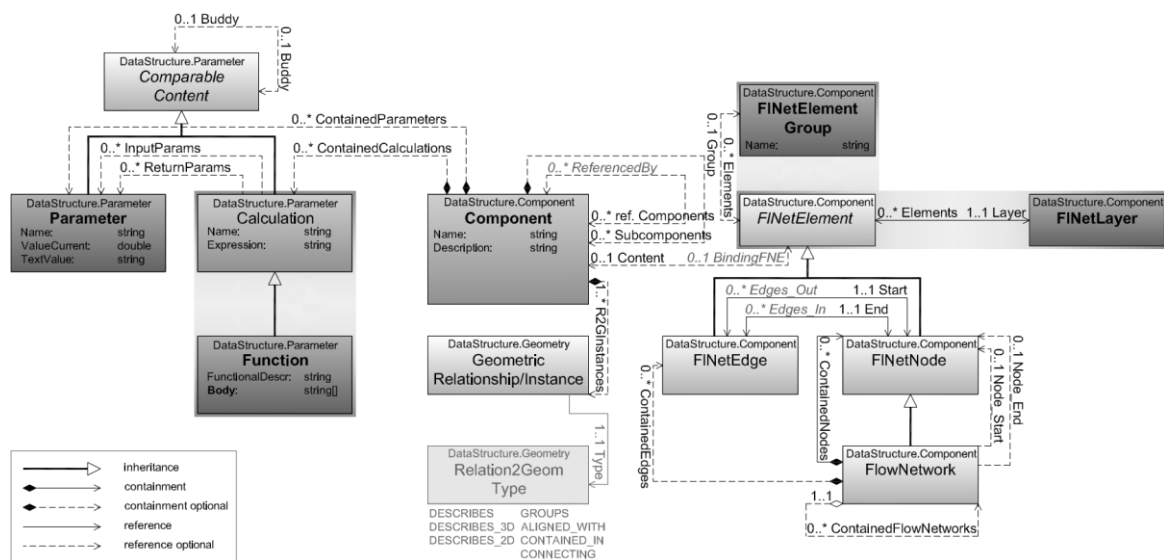 0..1 Buddy
0..1 Buddy
DataStructure.Parameter
Comparable
Content
0..* ContainedParameters
0..* InputParams
0..* ContainedCalculations
0..* ReturnParams
DataStructure.Parameter
Parameter
Name: string
ValueCurrent: double
TextValue: string
DataStructure.Parameter
Calculation
Name: string
Expression: string
DataStructure.Parameter
Function
FunctionalDescr: string
Body: string[]
DataStructure.Component
Component
Name: string
Description: string
0..* ReferencedBy
0..* ref. Components
0..* Subcomponents
0..1 Content
0..1 BindingFNE
1..* R2GInstances
DataStructure.Geometry
Geometric
Relationship/Instance
1..1 Type
DataStructure.Geometry
Relation2Geom
Type
DESCRIBES GROUPS
DESCRIBES_3D ALIGNED_WITH
DESCRIBES_2D CONTAINED_IN
CONNECTING
DataStructure.Component
FlNetElement
Group
Name: string
0..1 Group
0..* Elements
DataStructure.Component
FlNetElement
0..* Elements 1..1 Layer
DataStructure.Component
FlNetLayer
0..* Edges_Out 1..1 Start
0..* Edges_In 1..1 End
DataStructure.Component
FlNetEdge
DataStructure.Component
FlNetNode
0..* ContainedEdges
0..* ContainedNodes
0..1 Node_Start
0..1 Node_End
DataStructure.Component
FlowNetwork
1..1
0..* ContainedFlowNetworks
inheritance
containment
containment optional
reference
reference optional